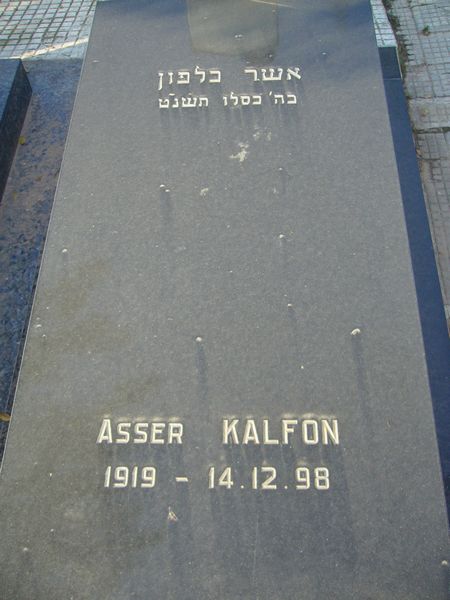 אשר כלפון
כה' כסלו תשנ"ט
ASSER KALFON
1919 - 14.12.98